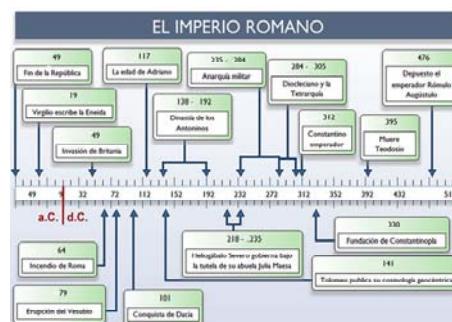 EL IMPERIO ROMANO
49
Fin de la República
19
Virgilio escribe la Eneida
49
Invasión de Britania
117
La edad de Adriano
138 - 192
Dinastía de los
Antoninos
235 - 284
Anarquía militar
284 - 305
Diocleciano y la
Tetrarquía
312
Constantino
emperador
395
Muere
Teodosio
476
Depuesto el
emperador Rómulo
Augústulo
49 32 72 112 152 192 232 272 312 352 392 432
a.C. d.C.
64
Incendio de Roma
79
Erupción del Vesubio
101
Conquista de Dacia
218 - .235
Heliogábalo Severo gobierna bajo
la tutela de su abuela Julia Maesa
330
Fundación de Constantinopla
141
Tolomeo publica su cosmología geocéntrica